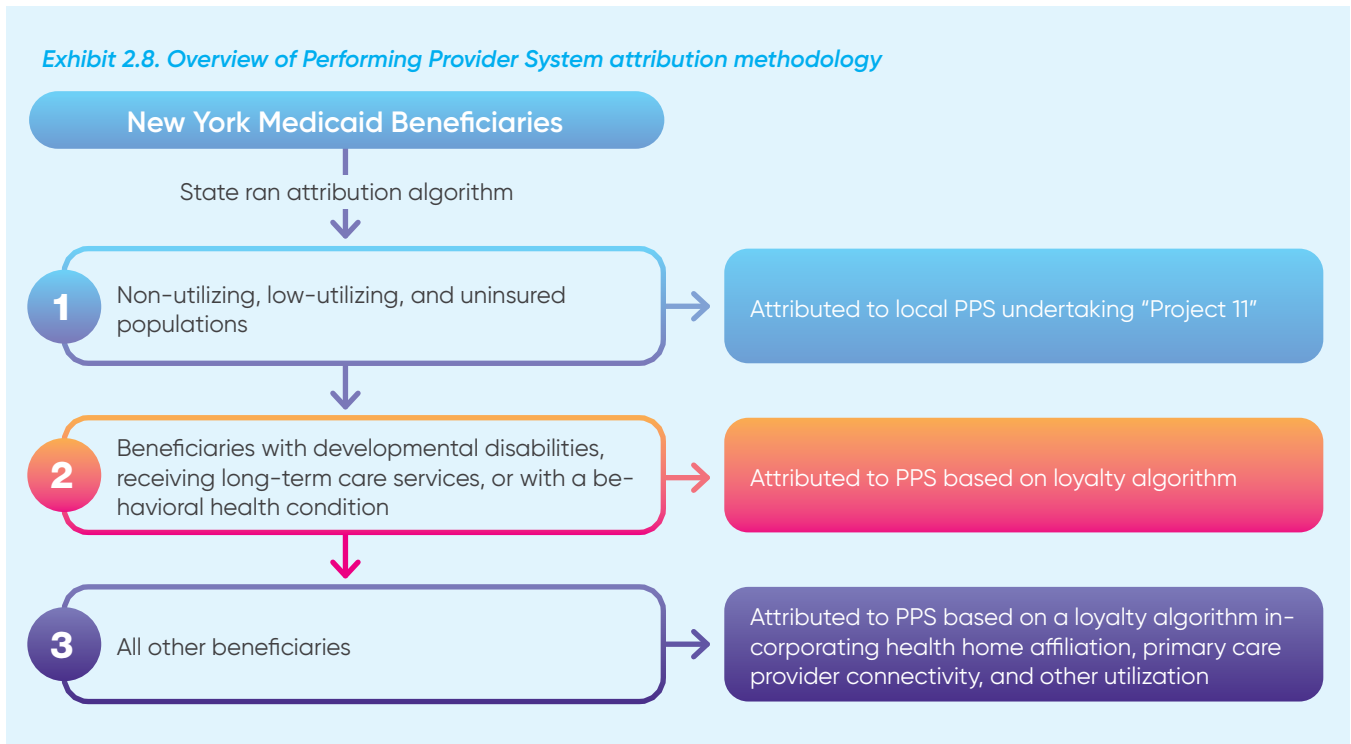 Exhibit 2.8. Overview of Performing Provider System attribution methodology
New York Medicaid Beneficiaries
State ran attribution algorithm
1
Non-utilizing, low-utilizing, and uninsured
populations
Attributed to local PPS undertaking “Project 11”
2
Beneficiaries with developmental disabilities,
receiving long-term care services, or with a be-
havioral health condition
Attributed to PPS based on loyalty algorithm
3
All other beneficiaries
Attributed to PPS based on a loyalty algorithm in-
corporating health home affiliation, primary care
provider connectivity, and other utilization